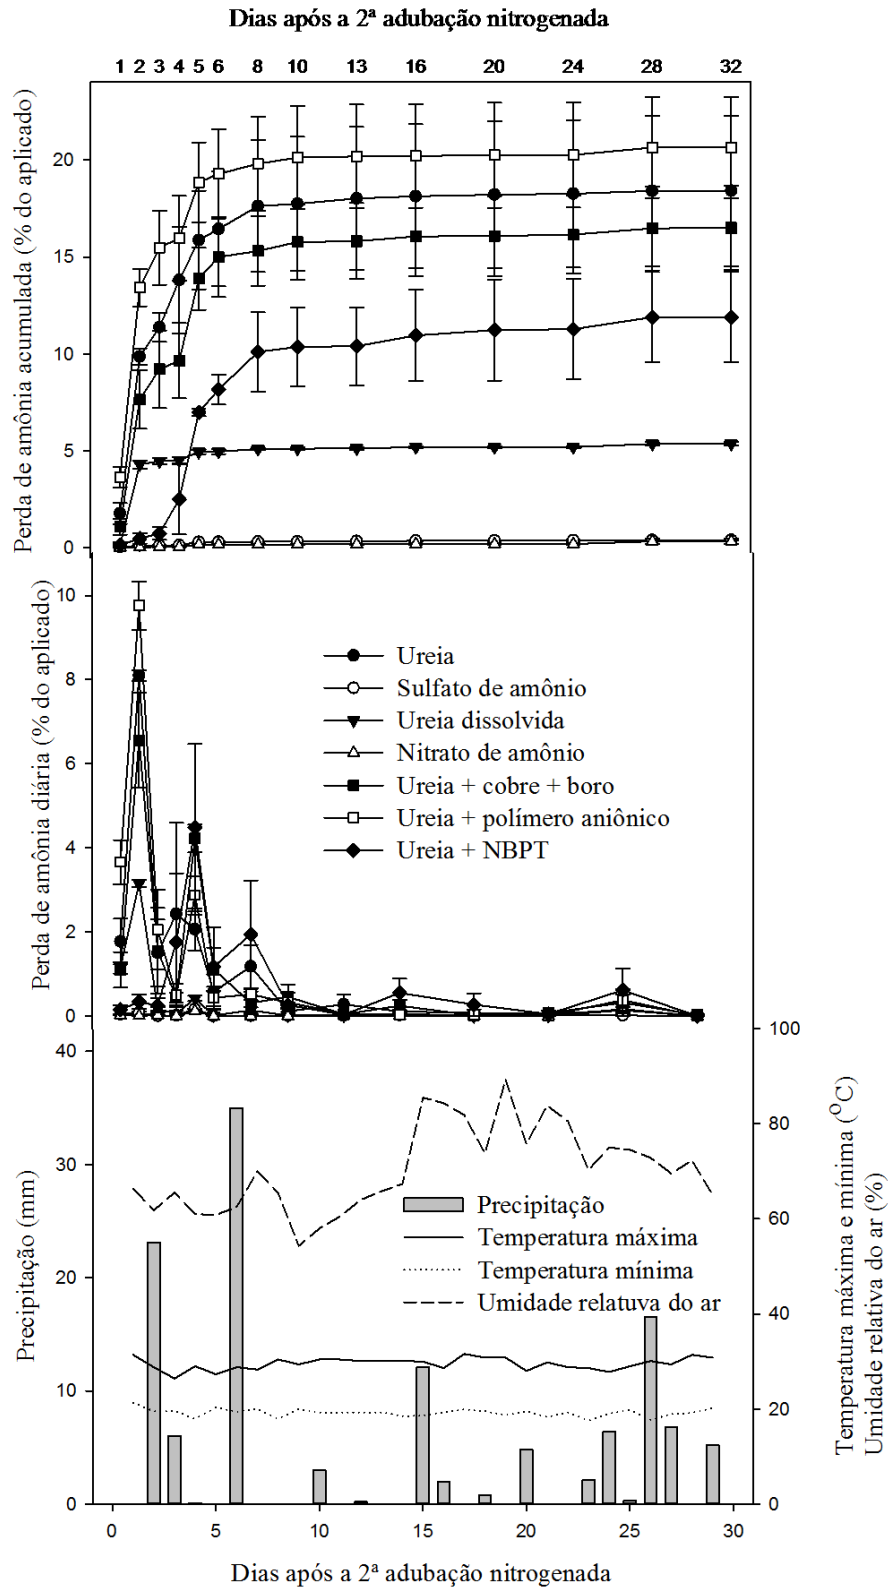 Dias após a 2ª adubação nitrogenada
1 2 3 4 5 6 8 10 13 16 20 24 28 32
Perda de amônia acumulada (% do aplicado)
20
15
10
5
0
Perda de amônia diária (% do aplicado)
10
8
6
4
2
0
Ureia
Sulfato de amônio
Ureia dissolvida
Nitrato de amônio
Ureia + cobre + boro
Ureia + polímero aniônico
Ureia + NBPT
Precipitação (mm)
40
30
20
10
0
Precipitação
Temperatura máxima
Temperatura mínima
Umidade relatuva do ar
100
80
60
40
20
0
Temperatura máxima e mínima (ºC)
Umidade relativa do ar (%)
0 5 10 15 20 25 30
Dias após a 2ª adubação nitrogenada